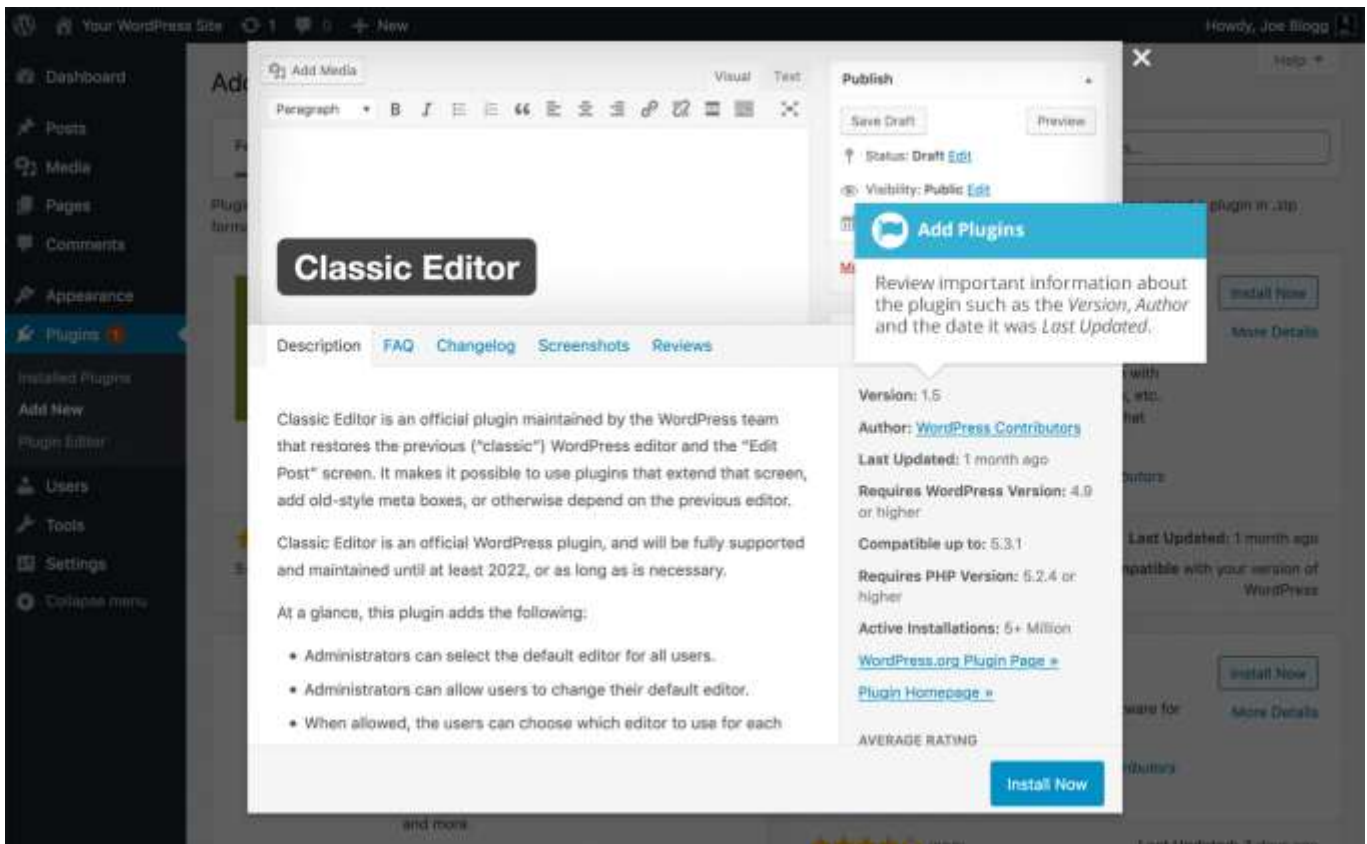 Your WordPress Site 1 0 New
Howdy, Joe Blogg
Help
Dashboard
Posts
Media
Pages
Comments
Appearance
Plugins 1
Installed Plugins
Add New
Plugin Editor
Users
Tools
Settings
Collapse menu
Add Media
Visual Text
Paragraph
Classic Editor
Publish
Save Draft Preview
Status: Draft Edit
Visibility: Public Edit
Add Plugins
Review important information about
the plugin such as the Version, Author
and the date it was Last Updated.
Description FAQ Changelog Screenshots Reviews
Classic Editor is an official plugin maintained by the WordPress team
that restores the previous ("classic") WordPress editor and the "Edit
Post" screen. It makes it possible to use plugins that extend that screen,
add old-style meta boxes, or otherwise depend on the previous editor.
Classic Editor is an official WordPress plugin, and will be fully supported
and maintained until at least 2022, or as long as is necessary.
At a glance, this plugin adds the following:
• Administrators can select the default editor for all users.
• Administrators can allow users to change their default editor.
• When allowed, the users can choose which editor to use for each
Version: 1.5
Author: WordPress Contributors
Last Updated: 1 month ago
Requires WordPress Version: 4.9
or higher
Compatible up to: 5.3.1
Requires PHP Version: 5.2.4 or
higher
Active Installations: 5+ Million
WordPress.org Plugin Page »
Plugin Homepage »
AVERAGE RATING
Install Now
plugin in .zip
Install Now
More Details
with
etc.
Last Updated: 1 month ago
with your version of
WordPress
Install Now
ware for
More Details
and more